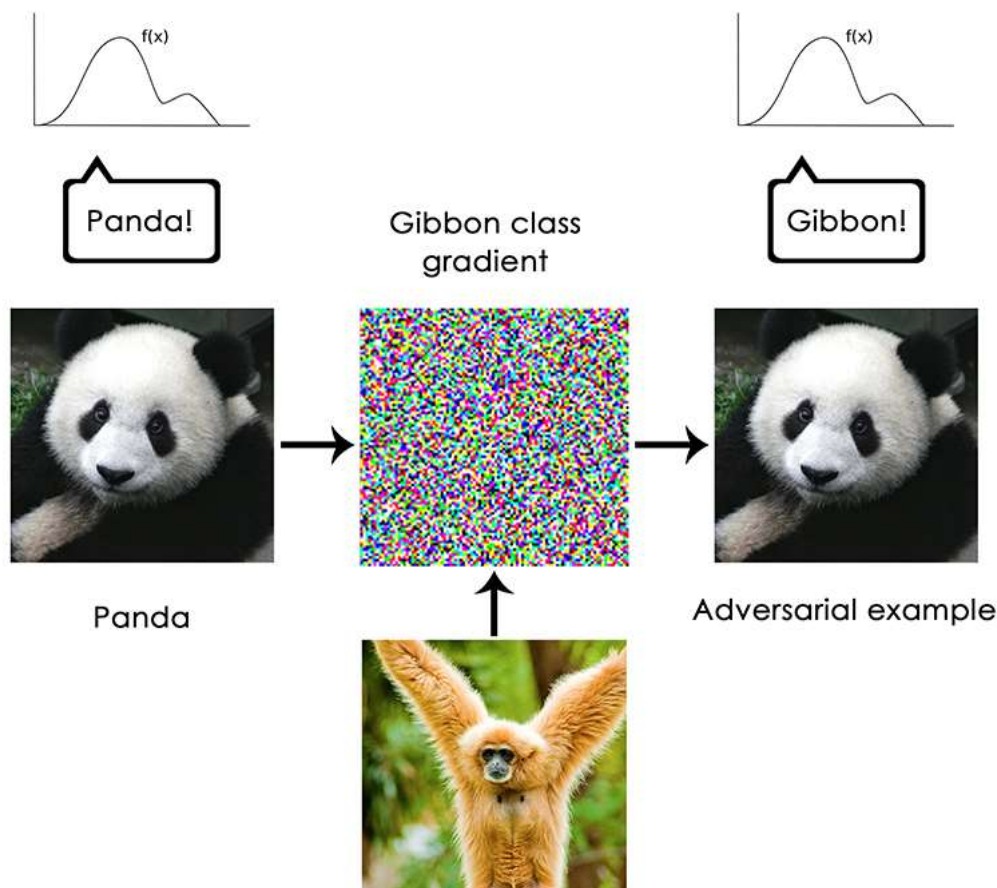 f(x)
f(x)
Panda!
Gibbon!
Gibbon class
gradient
Panda
Adversarial example